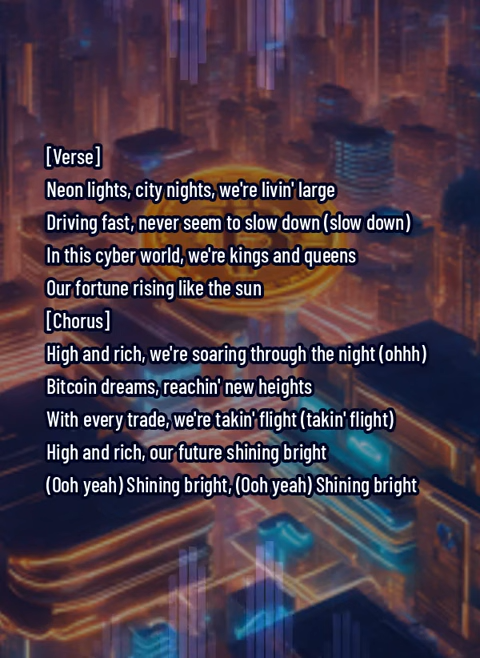 [Verse]
Neon lights, city nights, we're livin' large
Driving fast, never seem to slow down (slow down)
In this cyber world, we're kings and queens
Our fortune rising like the sun
[Chorus]
High and rich, we're soaring through the night (ohhh)
Bitcoin dreams, reachin' new heights
With every trade, we're takin' flight (takin' flight)
High and rich, our future shining bright
(Ooh yeah) Shining bright, (Ooh yeah) Shining bright